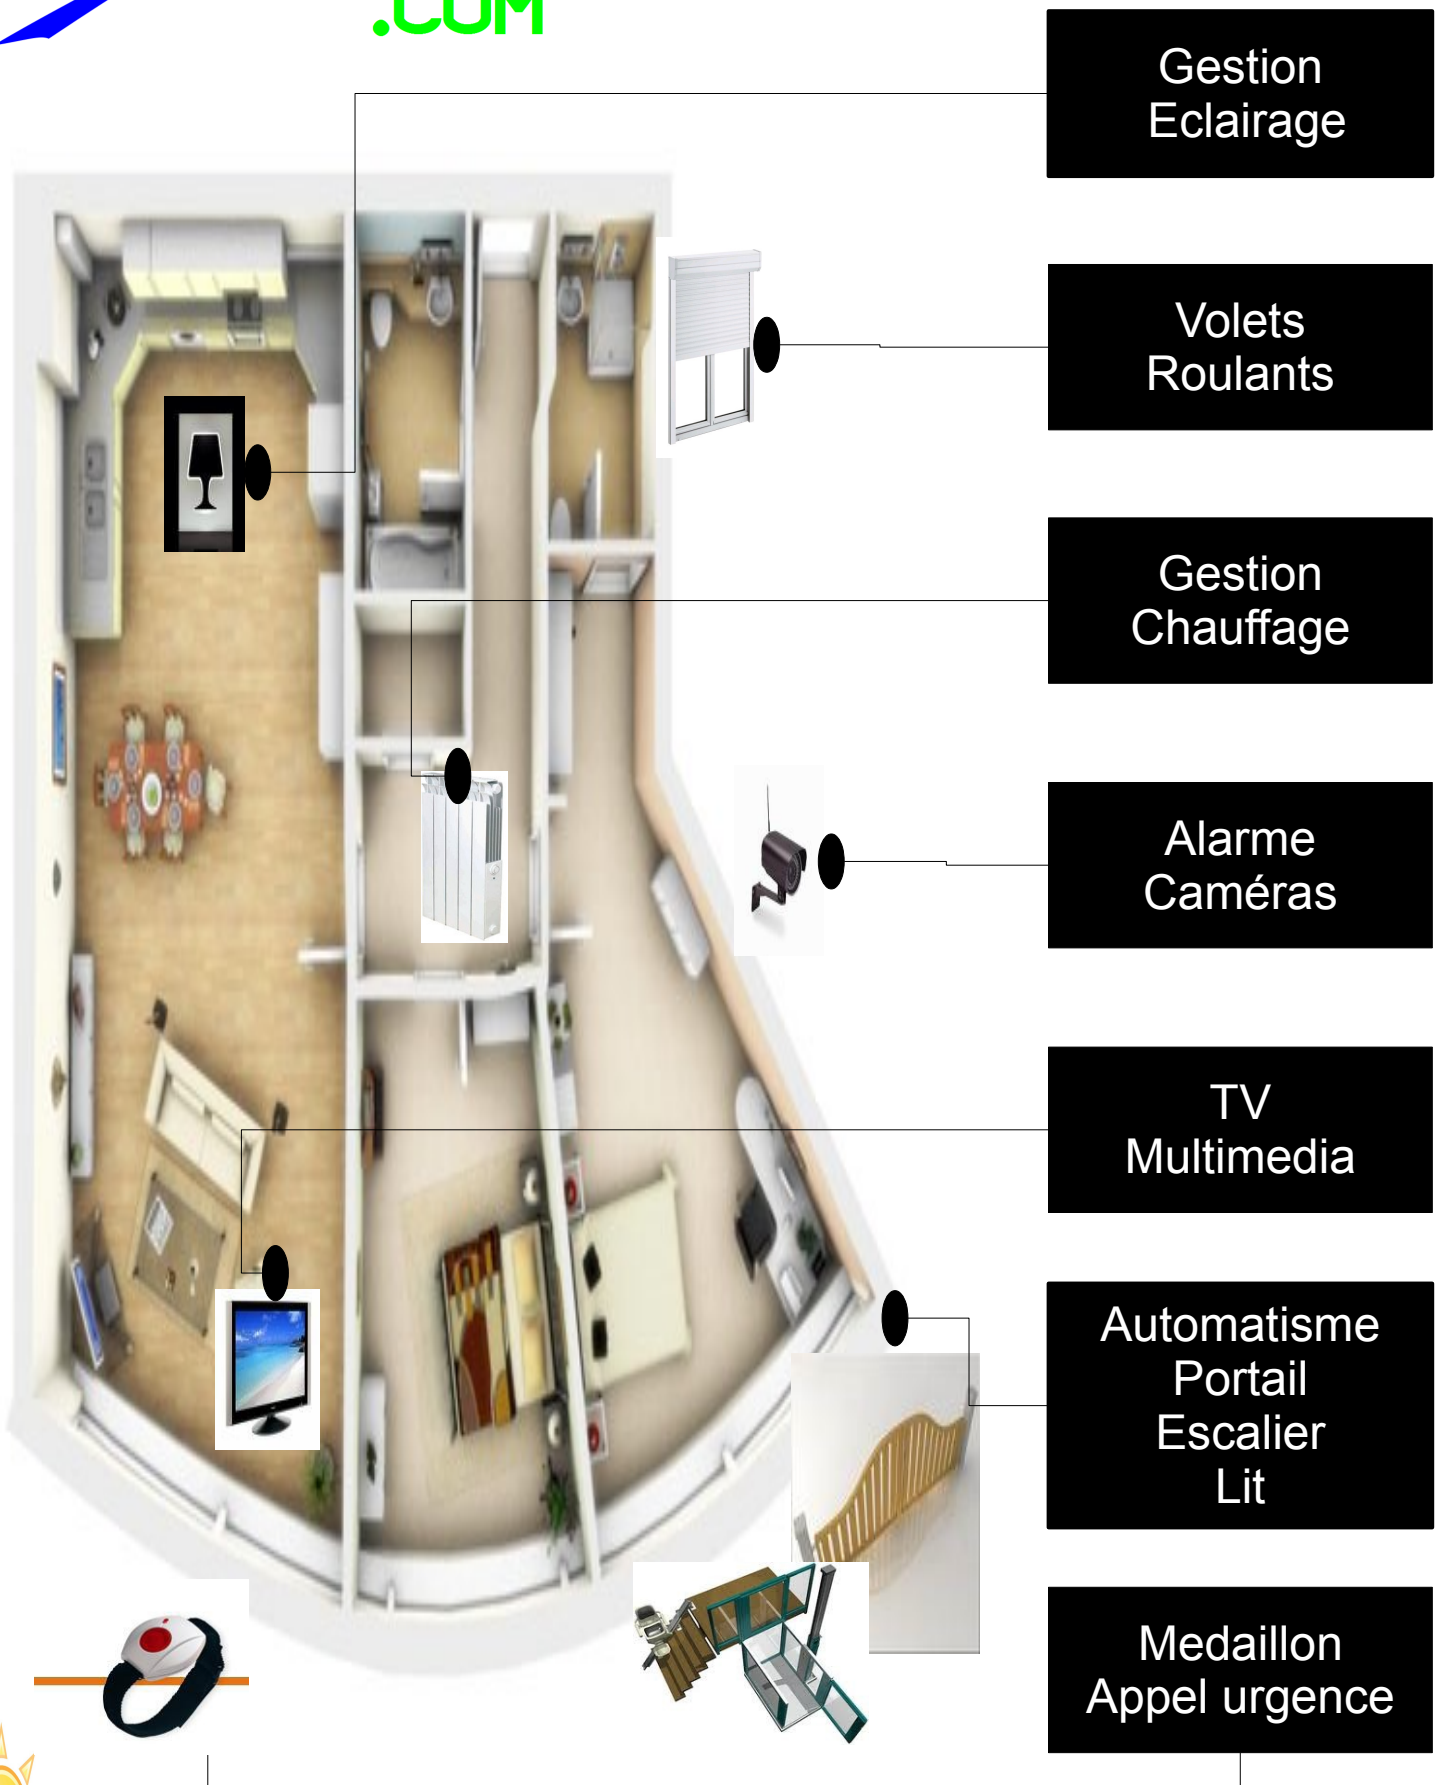 .COM
Gestion
Eclairage
Volets
Roulants
Gestion
Chauffage
Alarme
Caméras
TV
Multimedia
Automatisme
Portail
Escalier
Lit
Medaillon
Appel urgence